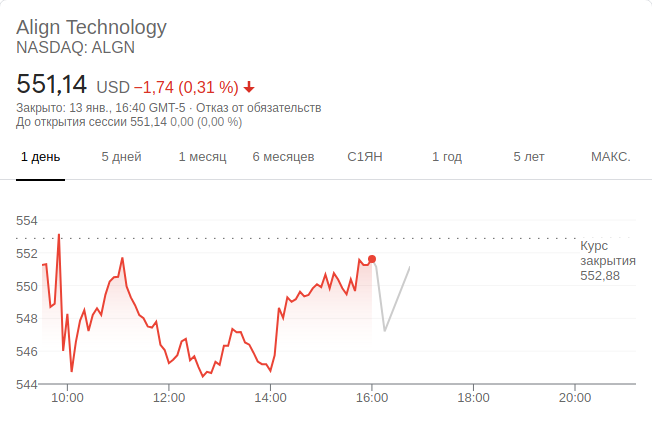 Align Technology
NASDAQ: ALGN
551,14 USD −1,74 (0,31 %)
Закрыто: 13 янв., 16:40 GMT-5 · Отказ от обязательств
До открытия сессии 551,14 0,00 (0,00 %)
1 день 5 дней 1 месяц 6 месяцев С1ЯН 1 год 5 лет МАКС.
554
552
550
548
546
544
Курс
закрытия
552,88
10:00 12:00 14:00 16:00 18:00 20:00